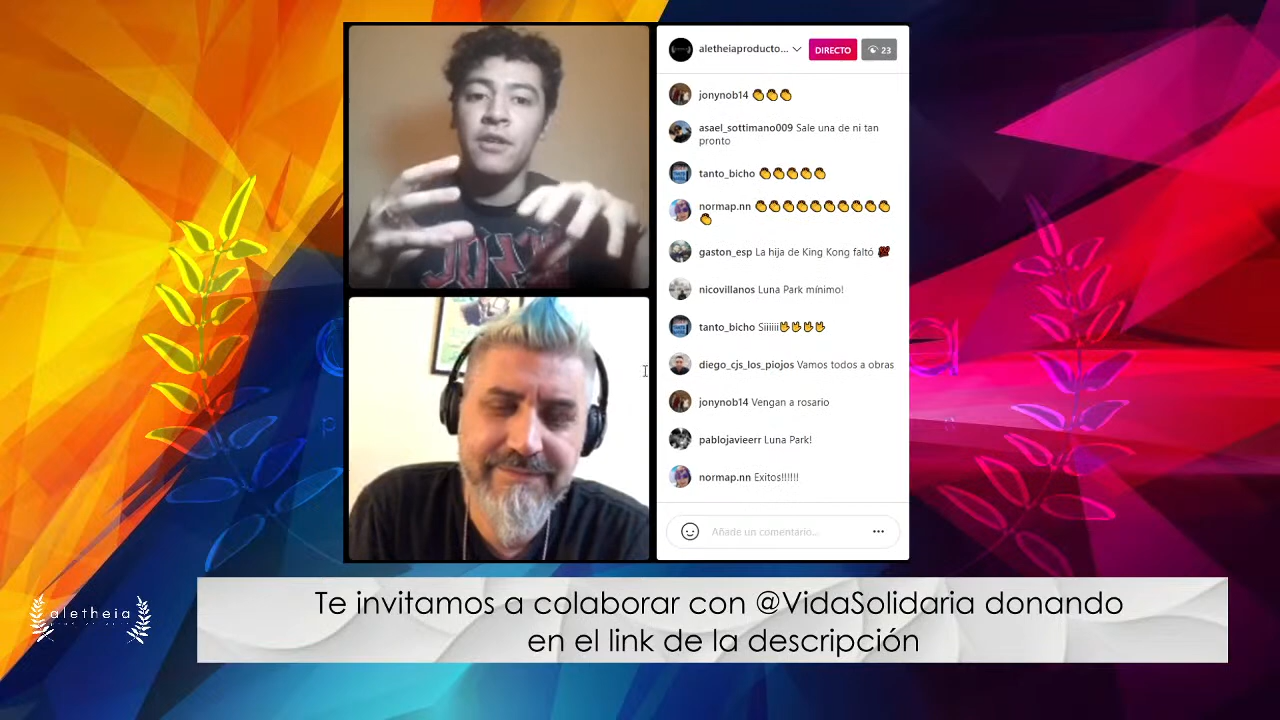 aletheiaproducto...
DIRECTO
23
jonynob14 👏👏👏
asael_sottimano009 Sale una de ni tan
pronto
tanto_bicho 👏👏👏👏👏
normap.nn 👏👏👏👏👏👏👏👏👏👏
👏
gaston_esp La hija de King Kong faltó
nicovillanos Luna Park mínimo!
tanto_bicho Siiiiii🤟🤟🤟🤟
diego_cjs_los_piojos Vamos todos a obras
jonynob14 Vengan a rosario
pablojavieerr Luna Park!
normap.nn Exitos!!!!!!
Añade un comentario...
aletheia
Te invitamos a colaborar con @VidaSolidaria donando
en el link de la descripción